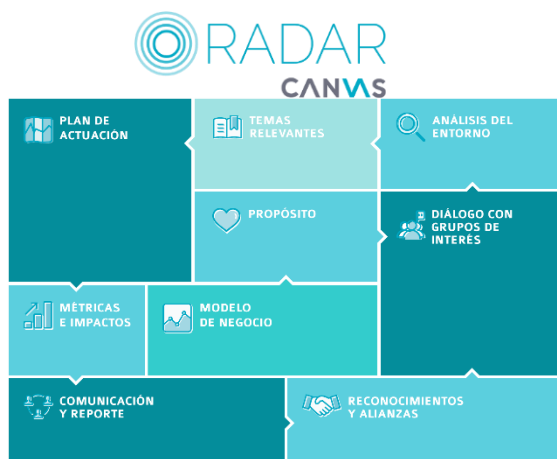 RADAR
CANVAS
PLAN DE
ACTUACIÓN
TEMAS
RELEVANTES
ANÁLISIS DEL
ENTORNO
PROPÓSITO
DIÁLOGO CON
GRUPOS DE
INTERÉS
MÉTRICAS
E IMPACTOS
MODELO
DE NEGOCIO
COMUNICACIÓN
Y REPORTE
RECONOCIMIENTOS
Y ALIANZAS